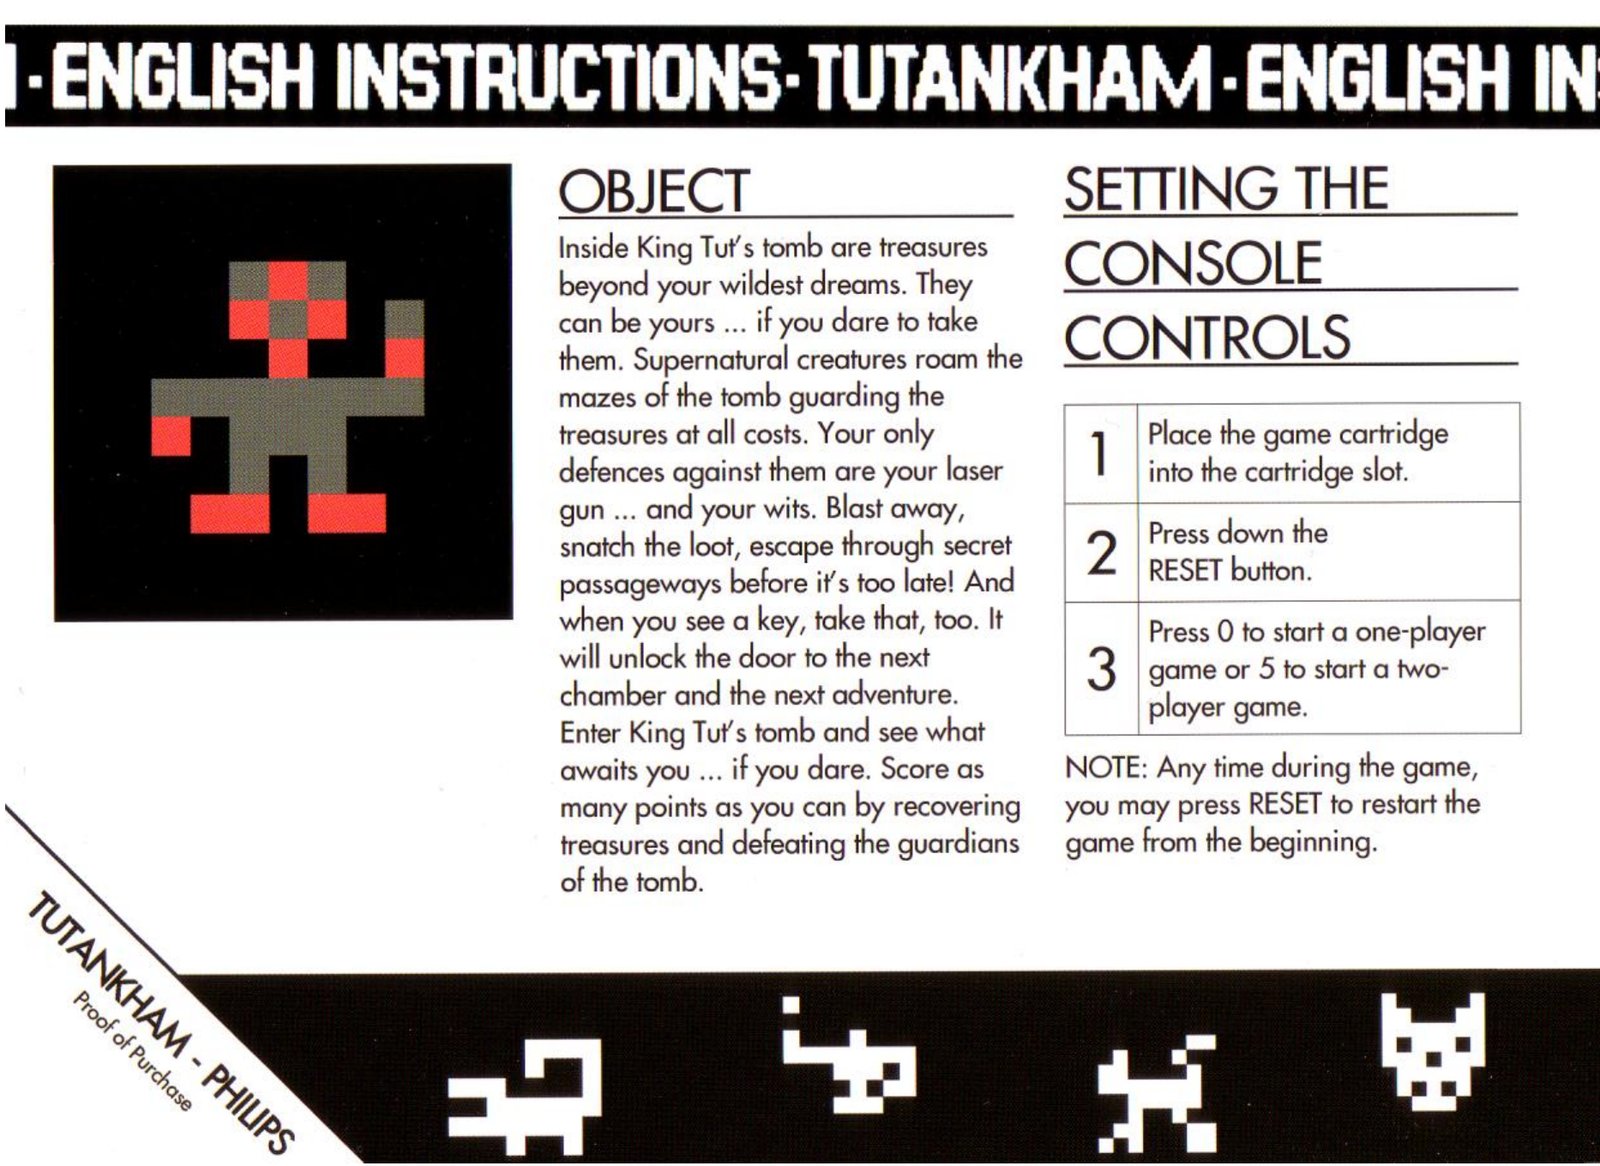 · ENGLISH INSTRUCTIONS · TUTANKHAM · ENGLISH INS
OBJECT
Inside King Tut's tomb are treasures
beyond your wildest dreams. They
can be yours ... if you dare to take
them. Supernatural creatures roam the
mazes of the tomb guarding the
treasures at all costs. Your only
defences against them are your laser
gun ... and your wits. Blast away,
snatch the loot, escape through secret
passageways before it's too late! And
when you see a key, take that, too. It
will unlock the door to the next
chamber and the next adventure.
Enter King Tut's tomb and see what
awaits you ... if you dare. Score as
many points as you can by recovering
treasures and defeating the guardians
of the tomb.
SETTING THE
CONSOLE
CONTROLS
1 Place the game cartridge
into the cartridge slot.
2 Press down the
RESET button.
3 Press 0 to start a one-player
game or 5 to start a two-
player game.
NOTE: Any time during the game,
you may press RESET to restart the
game from the beginning.
TUTANKHAM - PHILIPS
Proof of Purchase